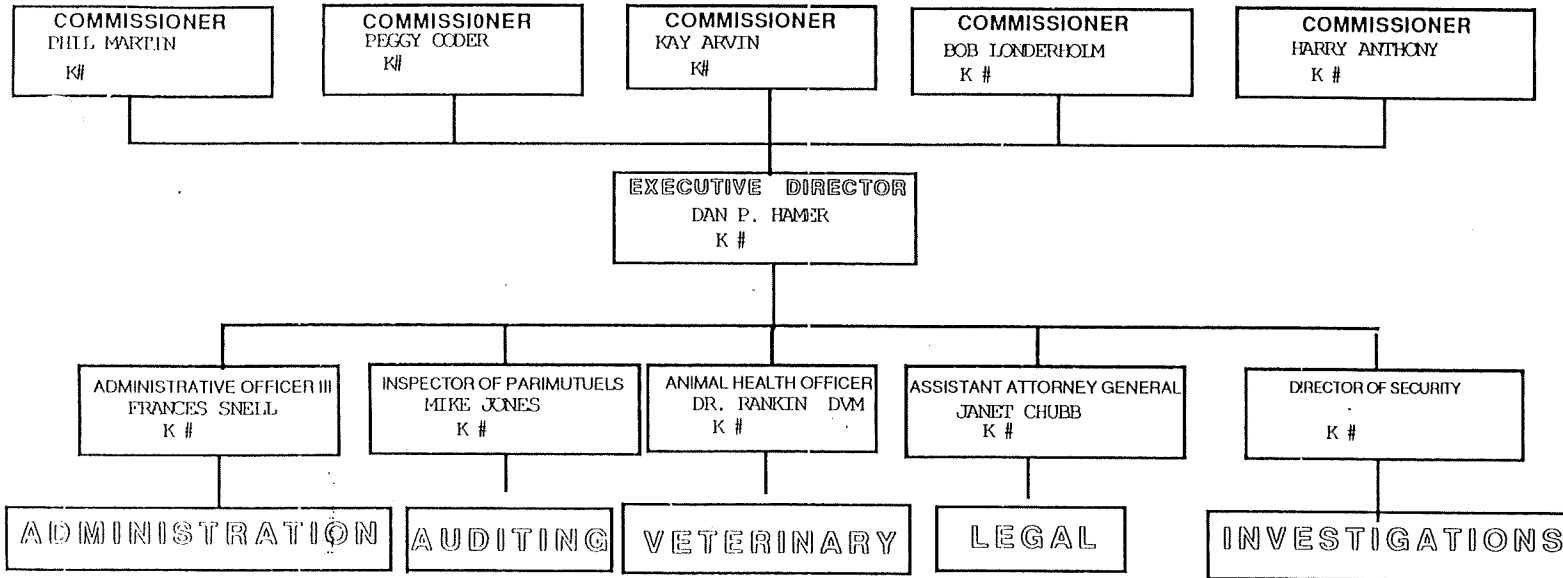 COMMISSIONER
PHIL MARTIN
K#
COMMISSIONER
PEGGY CODER
K#
COMMISSIONER
KAY ARVIN
K#
COMMISSIONER
BOB LONDERHOLM
K #
COMMISSIONER
HARRY ANTHONY
K #
EXECUTIVE DIRECTOR
DAN P. HAMER
K #
ADMINISTRATIVE OFFICER III
FRANCES SNELL
K #
INSPECTOR OF PARIMUTUELS
MIKE JONES
K #
ANIMAL HEALTH OFFICER
DR. RANKIN DVM
K #
ASSISTANT ATTORNEY GENERAL
JANET CHUBB
K #
DIRECTOR OF SECURITY
K #
ADMINISTRATION
AUDITING
VETERINARY
LEGAL
INVESTIGATIONS